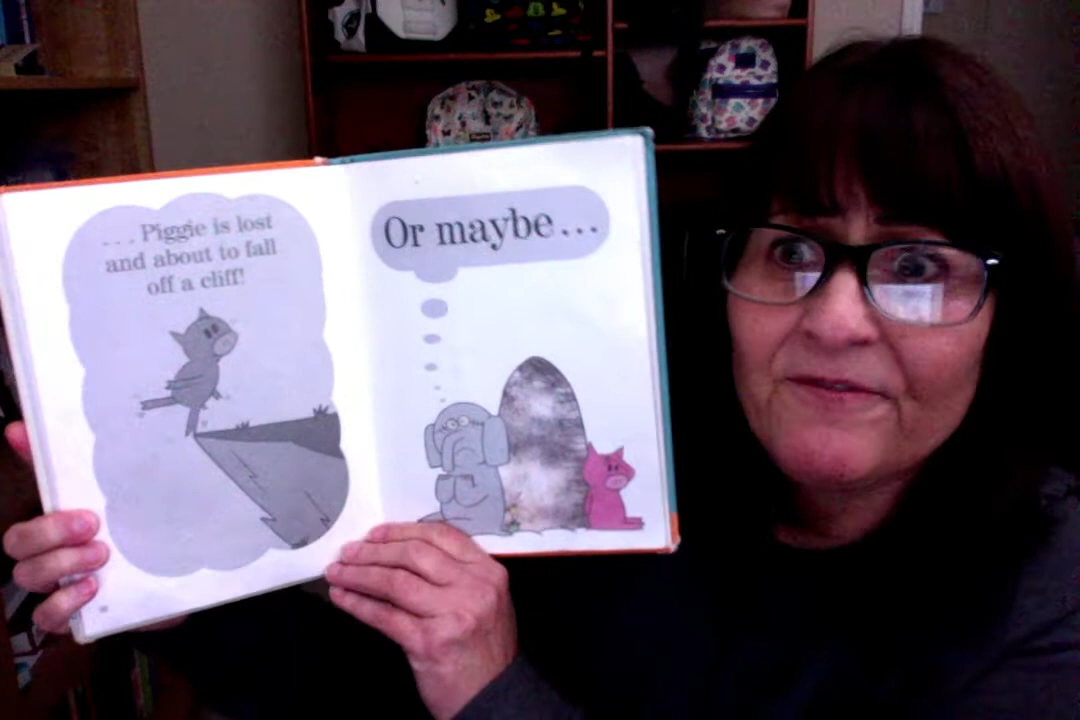 ...Piggie is lost
and about to fall
off a cliff!
Or maybe...